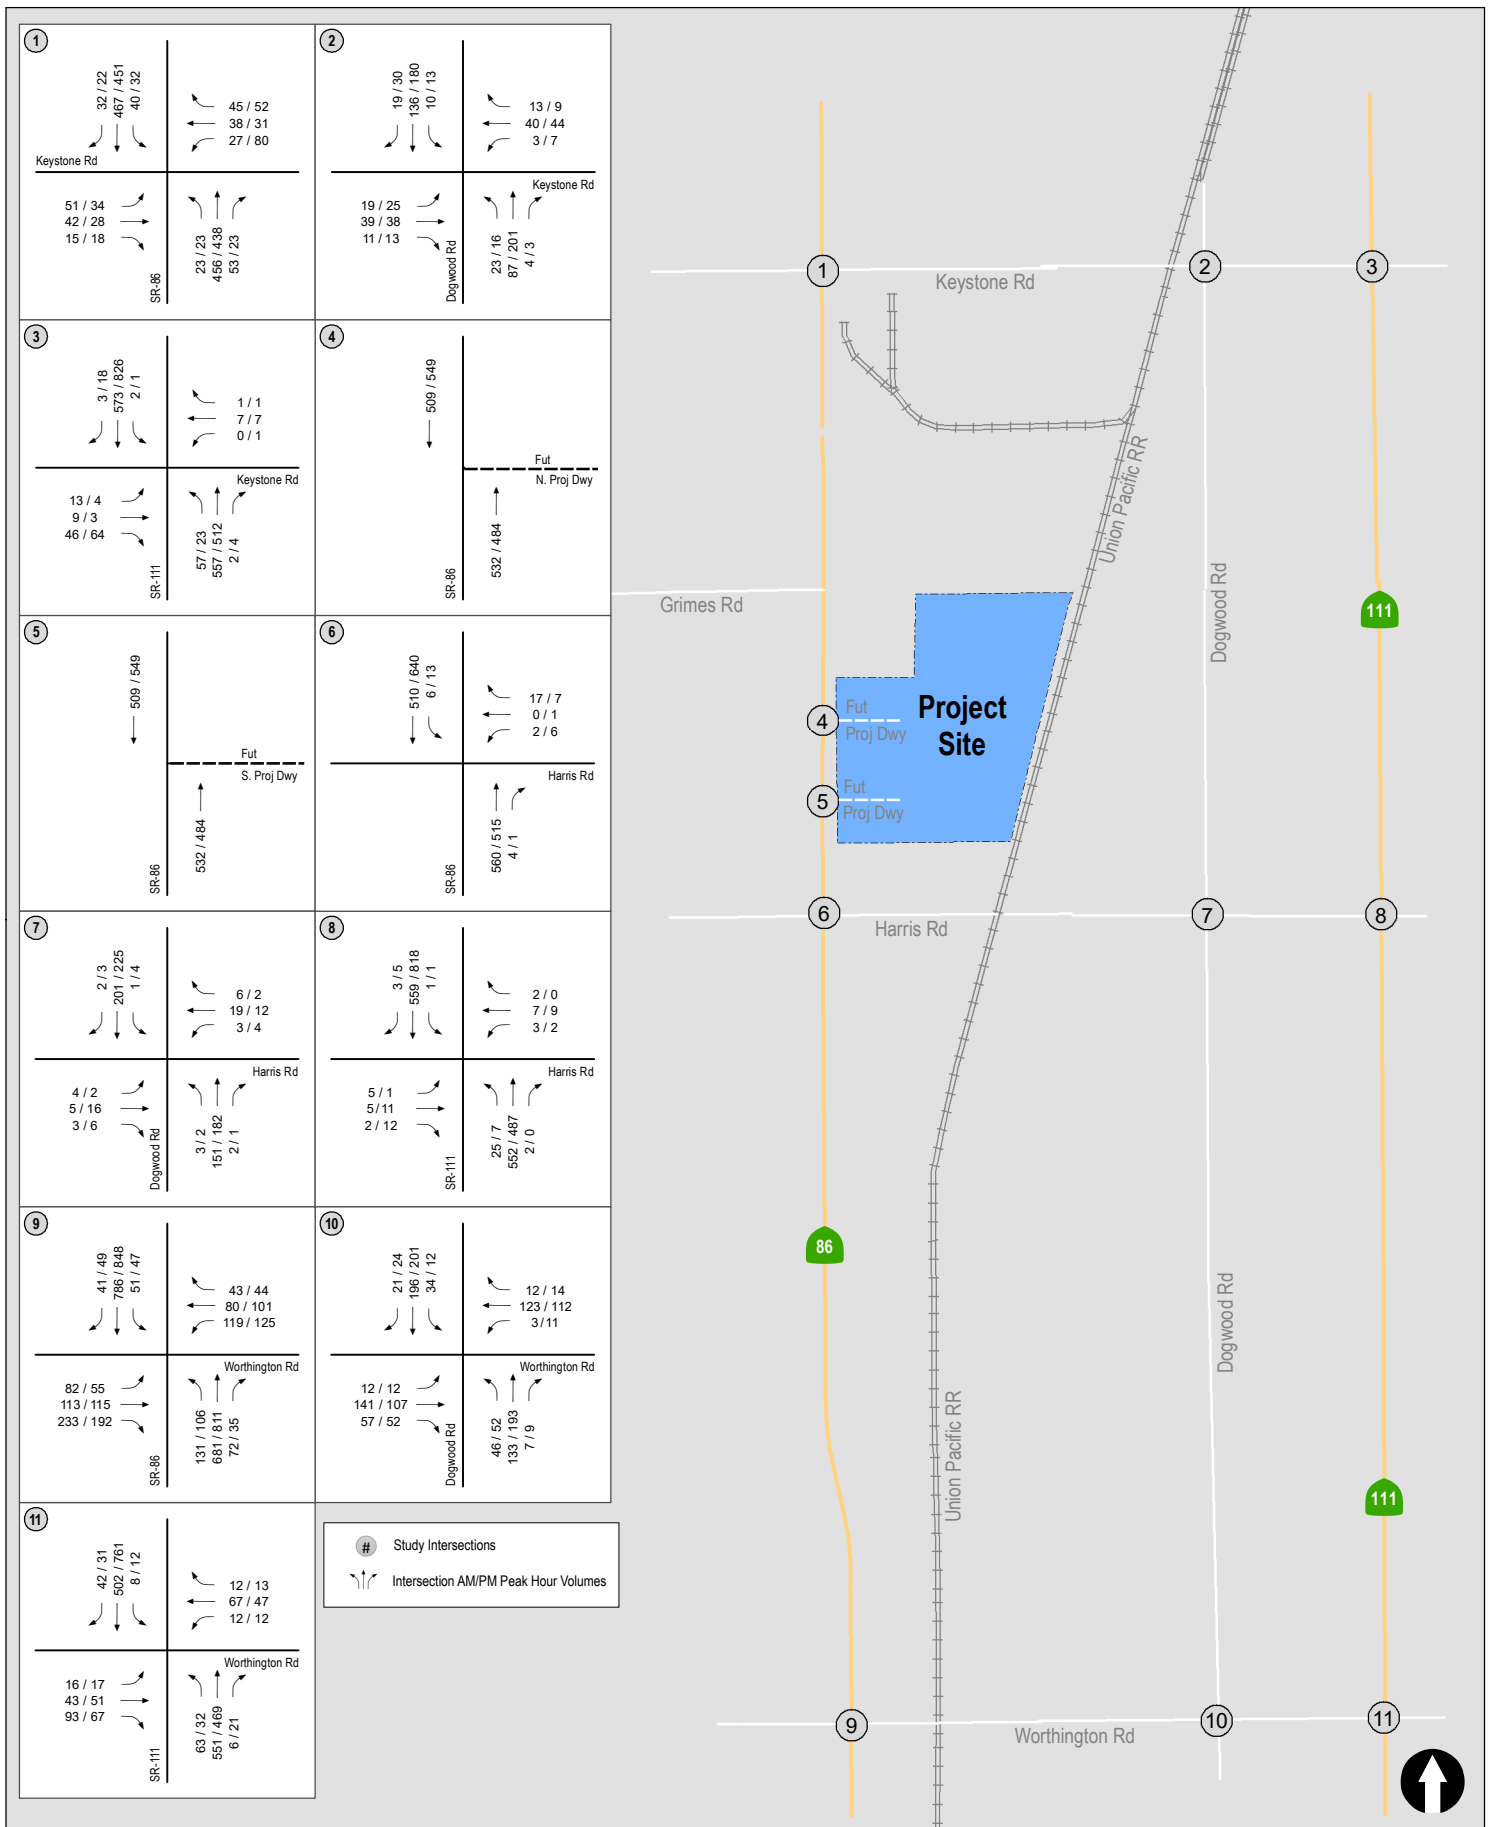 1
32 / 22
467 / 451
40 / 32
45 / 52
38 / 31
27 / 80
Keystone Rd
51 / 34
42 / 28
15 / 18
23 / 23
456 / 438
53 / 23
SR-86
2
19 / 30
136 / 180
10 / 13
13 / 9
40 / 44
3 / 7
Keystone Rd
19 / 25
39 / 38
11 / 13
23 / 16
87 / 201
4 / 3
Dogwood Rd
3
3 / 18
573 / 826
2 / 1
1 / 1
7 / 7
0 / 1
Keystone Rd
13 / 4
9 / 3
46 / 64
57 / 23
557 / 512
2 / 4
SR-111
4
509 / 549
Fut
N. Proj Dwy
532 / 484
SR-86
5
509 / 549
Fut
S. Proj Dwy
532 / 484
SR-86
6
510 / 640
6 / 13
17 / 7
0 / 1
2 / 6
Harris Rd
560 / 515
4 / 1
SR-86
7
2 / 3
201 / 225
1 / 4
6 / 2
19 / 12
3 / 4
Harris Rd
4 / 2
5 / 16
3 / 6
3 / 2
151 / 182
2 / 1
Dogwood Rd
8
3 / 5
559 / 818
1 / 1
2 / 0
7 / 9
3 / 2
Harris Rd
5 / 1
5 / 11
2 / 12
25 / 7
552 / 487
2 / 0
SR-111
9
41 / 49
786 / 848
51 / 47
43 / 44
80 / 101
119 / 125
Worthington Rd
82 / 55
113 / 115
233 / 192
131 / 106
681 / 811
72 / 35
SR-86
10
21 / 24
196 / 201
34 / 12
12 / 14
123 / 112
3 / 11
Worthington Rd
12 / 12
141 / 107
57 / 52
46 / 52
133 / 193
7 / 9
Dogwood Rd
11
42 / 31
502 / 761
8 / 12
12 / 13
67 / 47
12 / 12
Worthington Rd
16 / 17
43 / 51
93 / 67
63 / 32
551 / 469
6 / 21
SR-111
# Study Intersections
Intersection AM/PM Peak Hour Volumes
1
2
3
Keystone Rd
Union Pacific RR
Grimes Rd
Dogwood Rd
111
Project
Site
4
Fut
Proj Dwy
5
Fut
Proj Dwy
6
7
8
Harris Rd
86
Dogwood Rd
Union Pacific RR
111
9
10
11
Worthington Rd